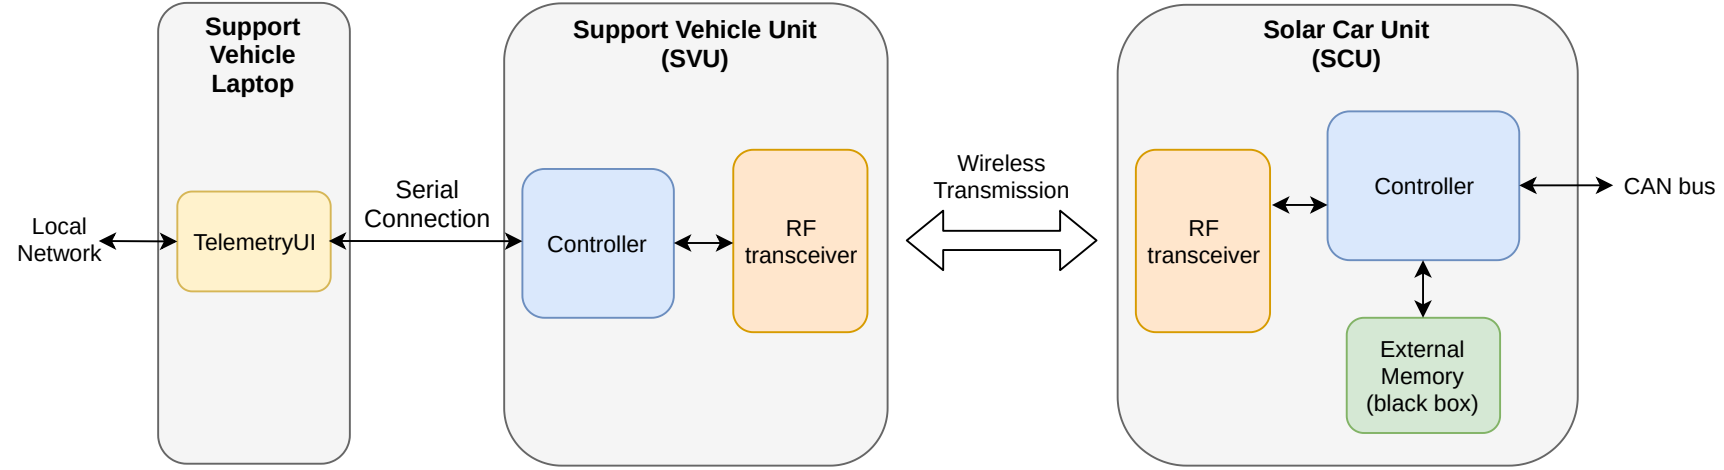 Support
Vehicle
Laptop
Local
Network
TelemetryUI
Serial
Connection
Support Vehicle Unit
(SVU)
Controller
RF
transceiver
Wireless
Transmission
Solar Car Unit
(SCU)
RF
transceiver
Controller
CAN bus
External
Memory
(black box)